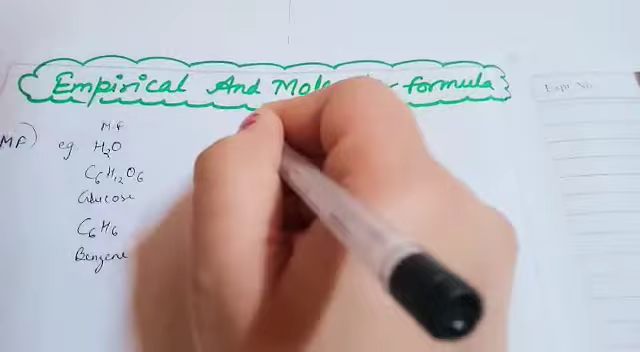 Empirical And Mole formula
MF)
MF
eg H₂O
C₆H₁₂O₆
Glucose
C₆H₆
Benzene
Expt No.